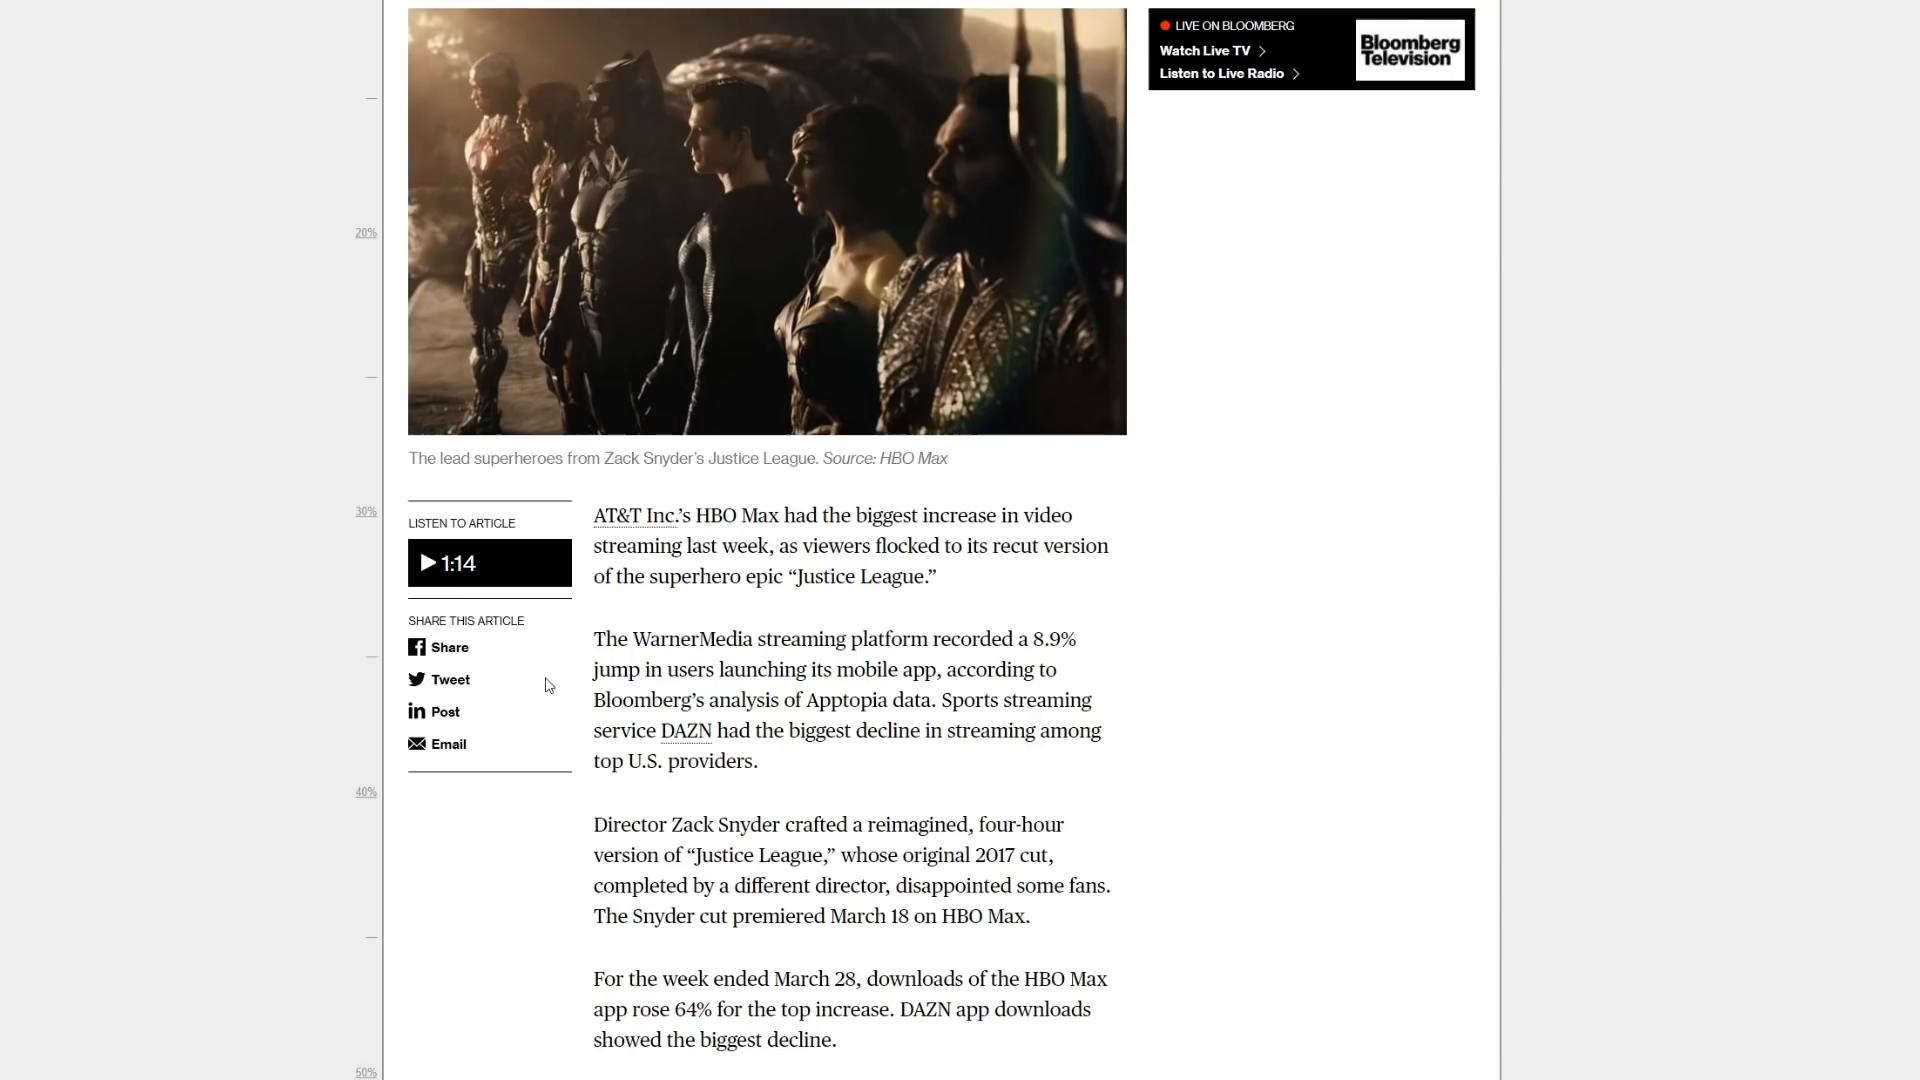 LIVE ON BLOOMBERG
Watch Live TV
Listen to Live Radio
Bloomberg
Television
The lead superheroes from Zack Snyder’s Justice League. Source: HBO Max
20%
30%
40%
50%
LISTEN TO ARTICLE
1:14
SHARE THIS ARTICLE
Share
Tweet
Post
Email
AT&T Inc.’s HBO Max had the biggest increase in video
streaming last week, as viewers flocked to its recut version
of the superhero epic “Justice League.”
The WarnerMedia streaming platform recorded a 8.9%
jump in users launching its mobile app, according to
Bloomberg’s analysis of Apptopia data. Sports streaming
service DAZN had the biggest decline in streaming among
top U.S. providers.
Director Zack Snyder crafted a reimagined, four-hour
version of “Justice League,” whose original 2017 cut,
completed by a different director, disappointed some fans.
The Snyder cut premiered March 18 on HBO Max.
For the week ended March 28, downloads of the HBO Max
app rose 64% for the top increase. DAZN app downloads
showed the biggest decline.